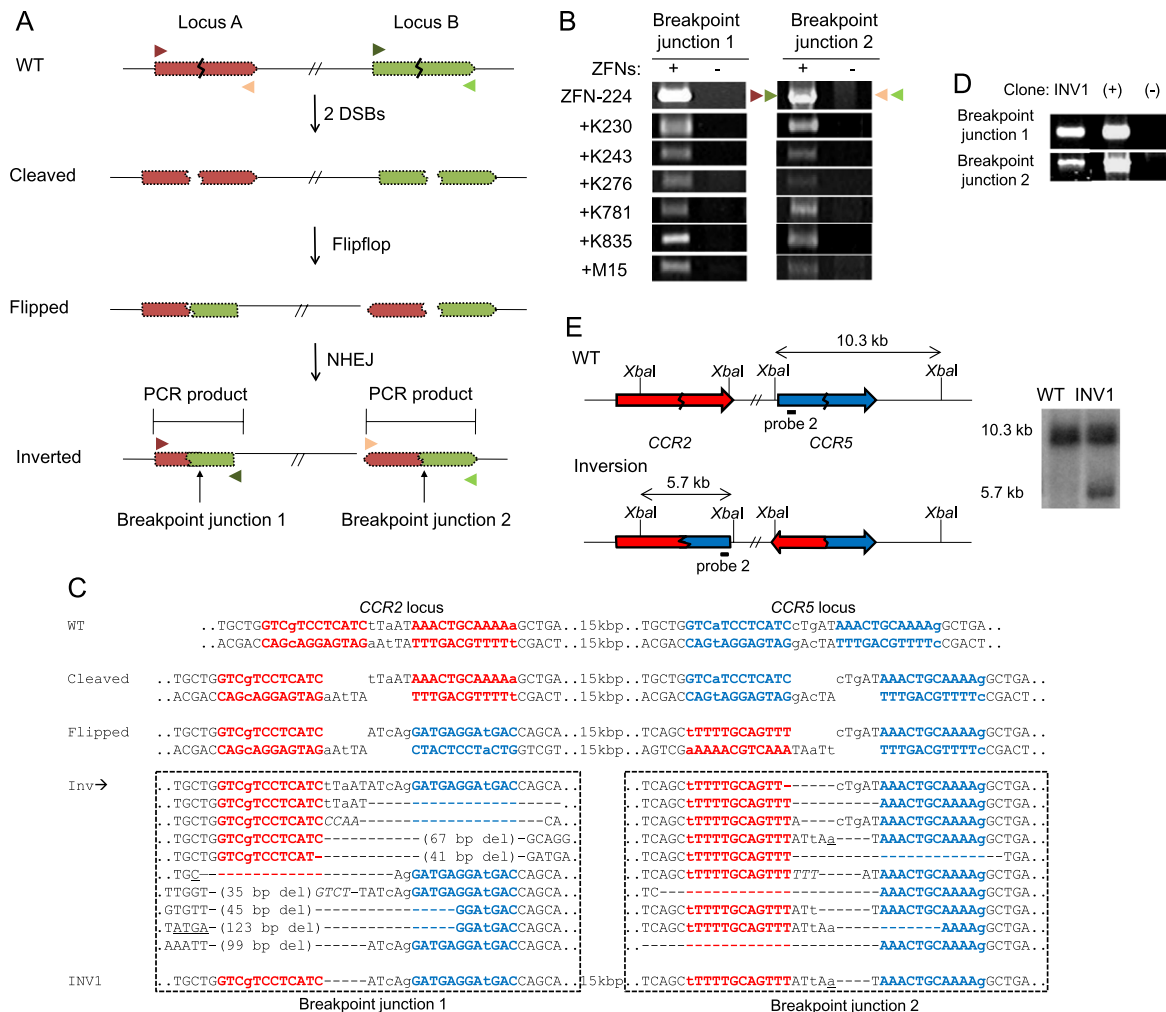 A
Locus A
Locus B
WT
//
2 DSBs
Cleaved
//
Flipflop
Flipped
//
NHEJ
PCR product
PCR product
Inverted
//
Breakpoint junction 1
Breakpoint junction 2
B
Breakpoint
junction 1
Breakpoint
junction 2
ZFNs:
+ - + -
ZFN-224
+K230
+K243
+K276
+K781
+K835
+M15
D
Clone: INV1 (+) (-)
Breakpoint
junction 1
Breakpoint
junction 2
E
WT
10.3 kb
XbaI XbaI XbaI XbaI
//
probe 2
CCR2 CCR5
Inversion
5.7 kb
XbaI XbaI XbaI XbaI
//
probe 2
WT INV1
10.3 kb
5.7 kb
C
CCR2 locus
CCR5 locus
WT ..TGCTGGTCgTCCTCATCtTaATAAACTGCAAAAaGCTGA..15kbp..TGCTGGTCaTCCTCATCcTgATAAACTGCAAAAgGCTGA..
..ACGACCAGcAGGAGTAGaAtTATTTGACGTTTTtCGACT..15kbp..ACGACCAGtAGGAGTAGgAcTATTTGACGTTTTcCGACT..
Cleaved ..TGCTGGTCgTCCTCATC tTaATAAACTGCAAAAaGCTGA..15kbp..TGCTGGTCaTCCTCATC cTgATAAACTGCAAAAgGCTGA..
..ACGACCAGcAGGAGTAGaAtTA TTTGACGTTTTtCGACT..15kbp..ACGACCAGtAGGAGTAGgAcTA TTTGACGTTTTcCGACT..
Flipped ..TGCTGGTCgTCCTCATC ATcAgGATGAGGAtGACCAGCA..15kbp..TCAGCtTTTTGCAGTTT cTgATAAACTGCAAAAgGCTGA..
..ACGACCAGcAGGAGTAGaAtTA CTACTCCTaCTGGTCGT..15kbp..AGTCGaAAAACGTCAAATAaTt TTTGACGTTTTcCGACT..
Inv→ ..TGCTGGTCgTCCTCATCtTaATATcAgGATGAGGAtGACCAGCA.. ..TCAGCtTTTTGCAGTT------cTgATAAACTGCAAAAgGCTGA..
..TGCTGGTCgTCCTCATCtTaAT----------------------.. ..TCAGCtTTTTGCAGTTT-------ATAAACTGCAAAAgGCTGA..
..TGCTGGTCgTCCTCATCCCAA---------------------CA.. ..TCAGCtTTTTGCAGTTTA----cTgATAAACTGCAAAAgGCTGA..
..TGCTGGTCgTCCTCATC----------(67 bp del)-GCAGG.. ..TCAGCtTTTTGCAGTTTATtAa---TAAACTGCAAAAgGCTGA..
..TGCTGGTCgTCCTCAT-----------(41 bp del)-GATGA.. ..TCAGCtTTTTGCAGTTT----------------------TGA..
..TGC------------------------AgGATGAGGAtGACCAGCA.. ..TCAGCtTTTTGCAGTTTTTT-----ATAAACTGCAAAAgGCTGA..
.TTGGT-(35 bp del)GTCT-TATcAgGATGAGGAtGACCAGCA.. ..TC-----------------------TAAACTGCAAAAgGCTGA..
.GTGTT-(45 bp del)---------------GGAtGACCAGCA.. ..TCAGCtTTTTGCAGTTTATt-----TAAACTGCAAAAgGCTGA..
.TATGA-(123 bp del)--------------GGAtGACCAGCA.. ..TCAGCtTTTTGCAGTTTATtAa-----------AAAAgGCTGA..
.AAATT-(99 bp del)-----ATcAgGATGAGGAtGACCAGCA.. ..-----------------------AAACTGCAAAAgGCTGA..
INV1 ..TGCTGGTCgTCCTCATC-----ATcAgGATGAGGAtGACCAGCA..15kbp..TCAGCtTTTTGCAGTTTATtAa---TAAACTGCAAAAgGCTGA..
Breakpoint junction 1
Breakpoint junction 2